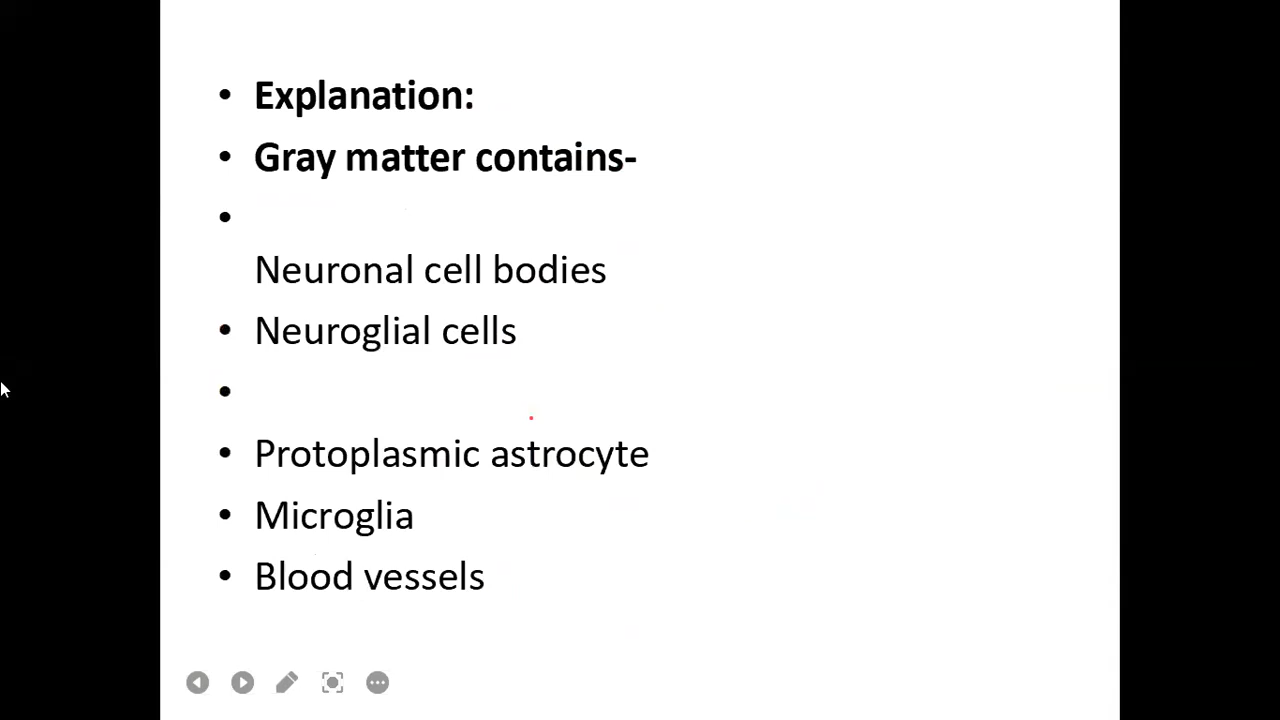 • Explanation:
• Gray matter contains-
•
Neuronal cell bodies
• Neuroglial cells
•
• Protoplasmic astrocyte
• Microglia
• Blood vessels